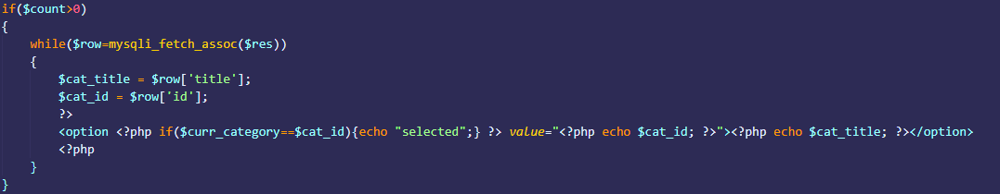 if($count>0)
{
while($row=mysqli_fetch_assoc($res))
{
$cat_title = $row['title'];
$cat_id = $row['id'];
?>
<option <?php if($curr_category==$cat_id){echo "selected";} ?> value="<?php echo $cat_id; ?>"><?php echo $cat_title; ?></option>
<?php
}
}